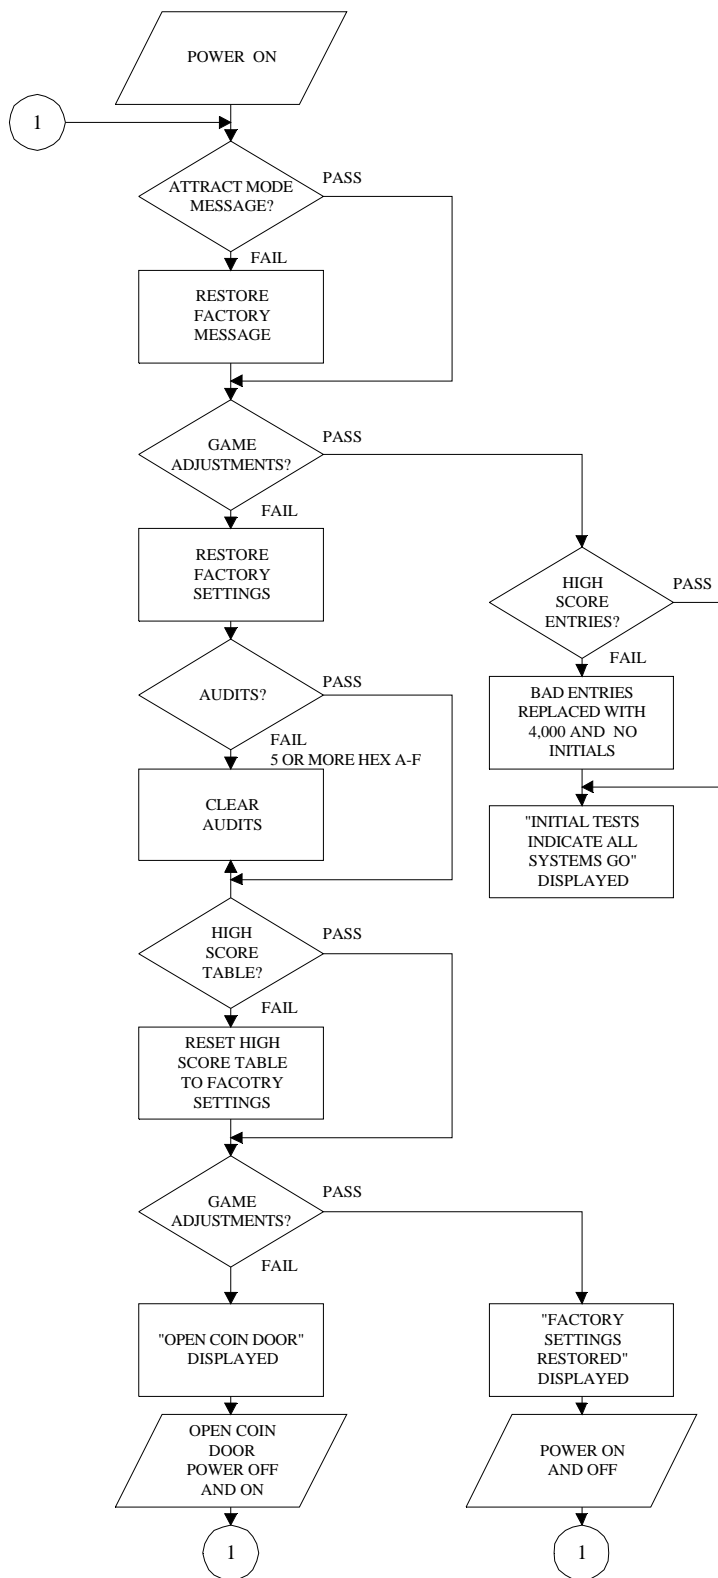 POWER ON
1
ATTRACT MODE
MESSAGE?
PASS
FAIL
RESTORE
FACTORY
MESSAGE
GAME
ADJUSTMENTS?
PASS
FAIL
RESTORE
FACTORY
SETTINGS
HIGH
SCORE
ENTRIES?
PASS
FAIL
BAD ENTRIES
REPLACED WITH
4,000 AND NO
INITIALS
"INITIAL TESTS
INDICATE ALL
SYSTEMS GO"
DISPLAYED
AUDITS?
PASS
FAIL
5 OR MORE HEX A-F
CLEAR
AUDITS
HIGH
SCORE
TABLE?
PASS
FAIL
RESET HIGH
SCORE TABLE
TO FACOTRY
SETTINGS
GAME
ADJUSTMENTS?
PASS
FAIL
"OPEN COIN DOOR"
DISPLAYED
"FACTORY
SETTINGS
RESTORED"
DISPLAYED
OPEN COIN
DOOR
POWER OFF
AND ON
POWER ON
AND OFF
1
1